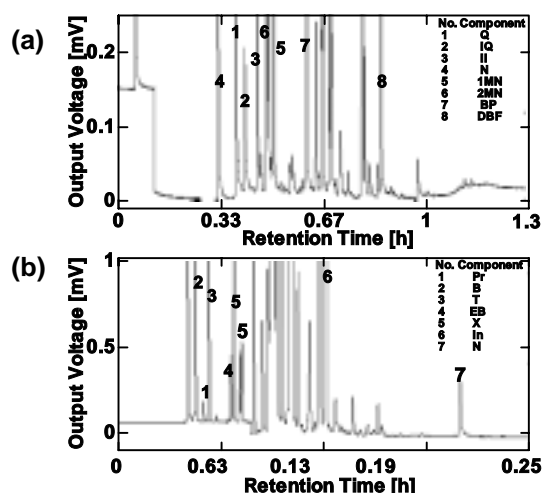 (a)
Output Voltage [mV]
0.2
0.1
0
0 0.33 0.67 1 1.3
Retention Time [h]
1 6 2 3 5 7 4 8
No. Component
1 Q
2 IQ
3 II
4 N
5 1MN
6 2MN
7 BP
8 DBF
(b)
Output Voltage [mV]
1
0.5
0
0 0.63 0.13 0.19 0.25
Retention Time [h]
2 3 5 6 5 4 1 7
No. Component
1 Pr
2 B
3 T
4 EB
5 X
6 In
7 N